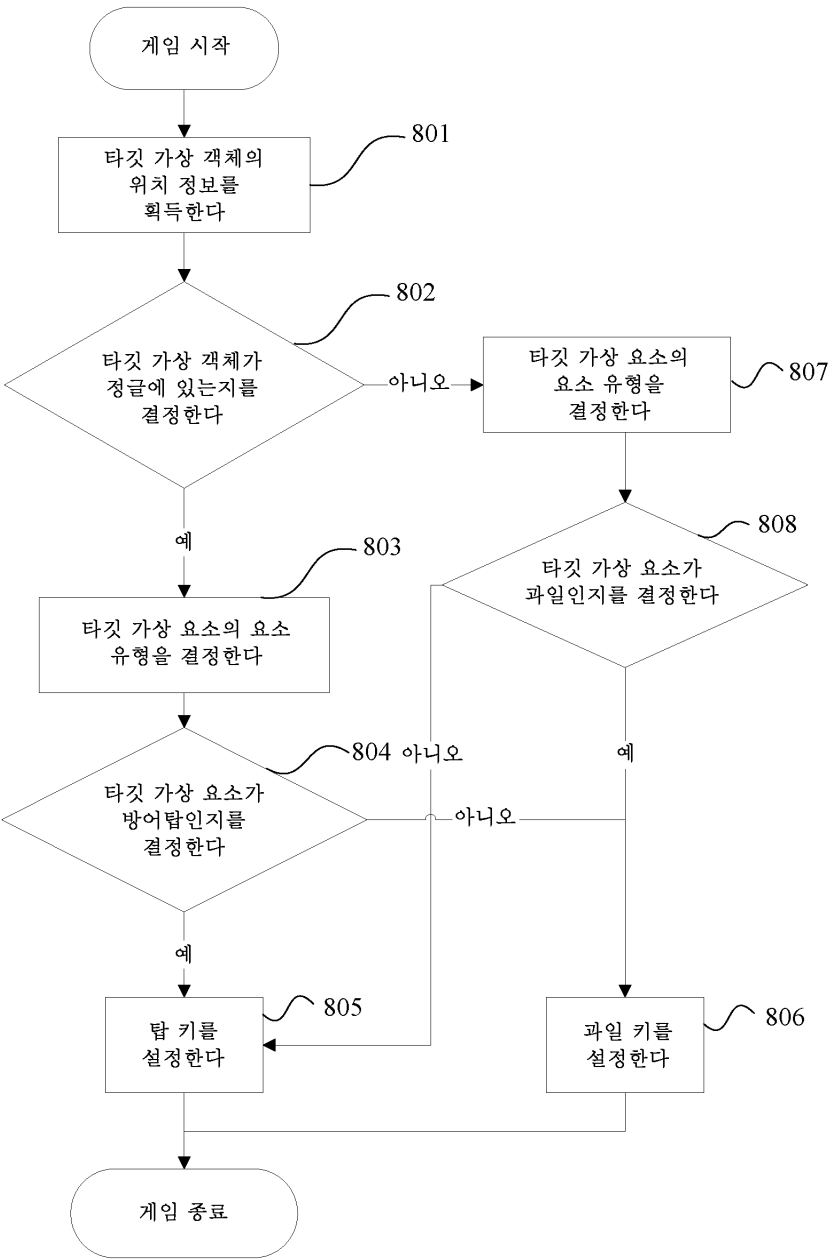 게임 시작
801
타깃 가상 객체의
위치 정보를
획득한다
802
타깃 가상 객체가
정글에 있는지를
결정한다
아니오
타깃 가상 요소의
요소 유형을
결정한다
807
예
803
타깃 가상 요소의 요소
유형을 결정한다
808
타깃 가상 요소가
과일인지를 결정한다
804
아니오
예
타깃 가상 요소가
방어탑인지를
결정한다
아니오
예
805
탑 키를
설정한다
806
과일 키를
설정한다
게임 종료